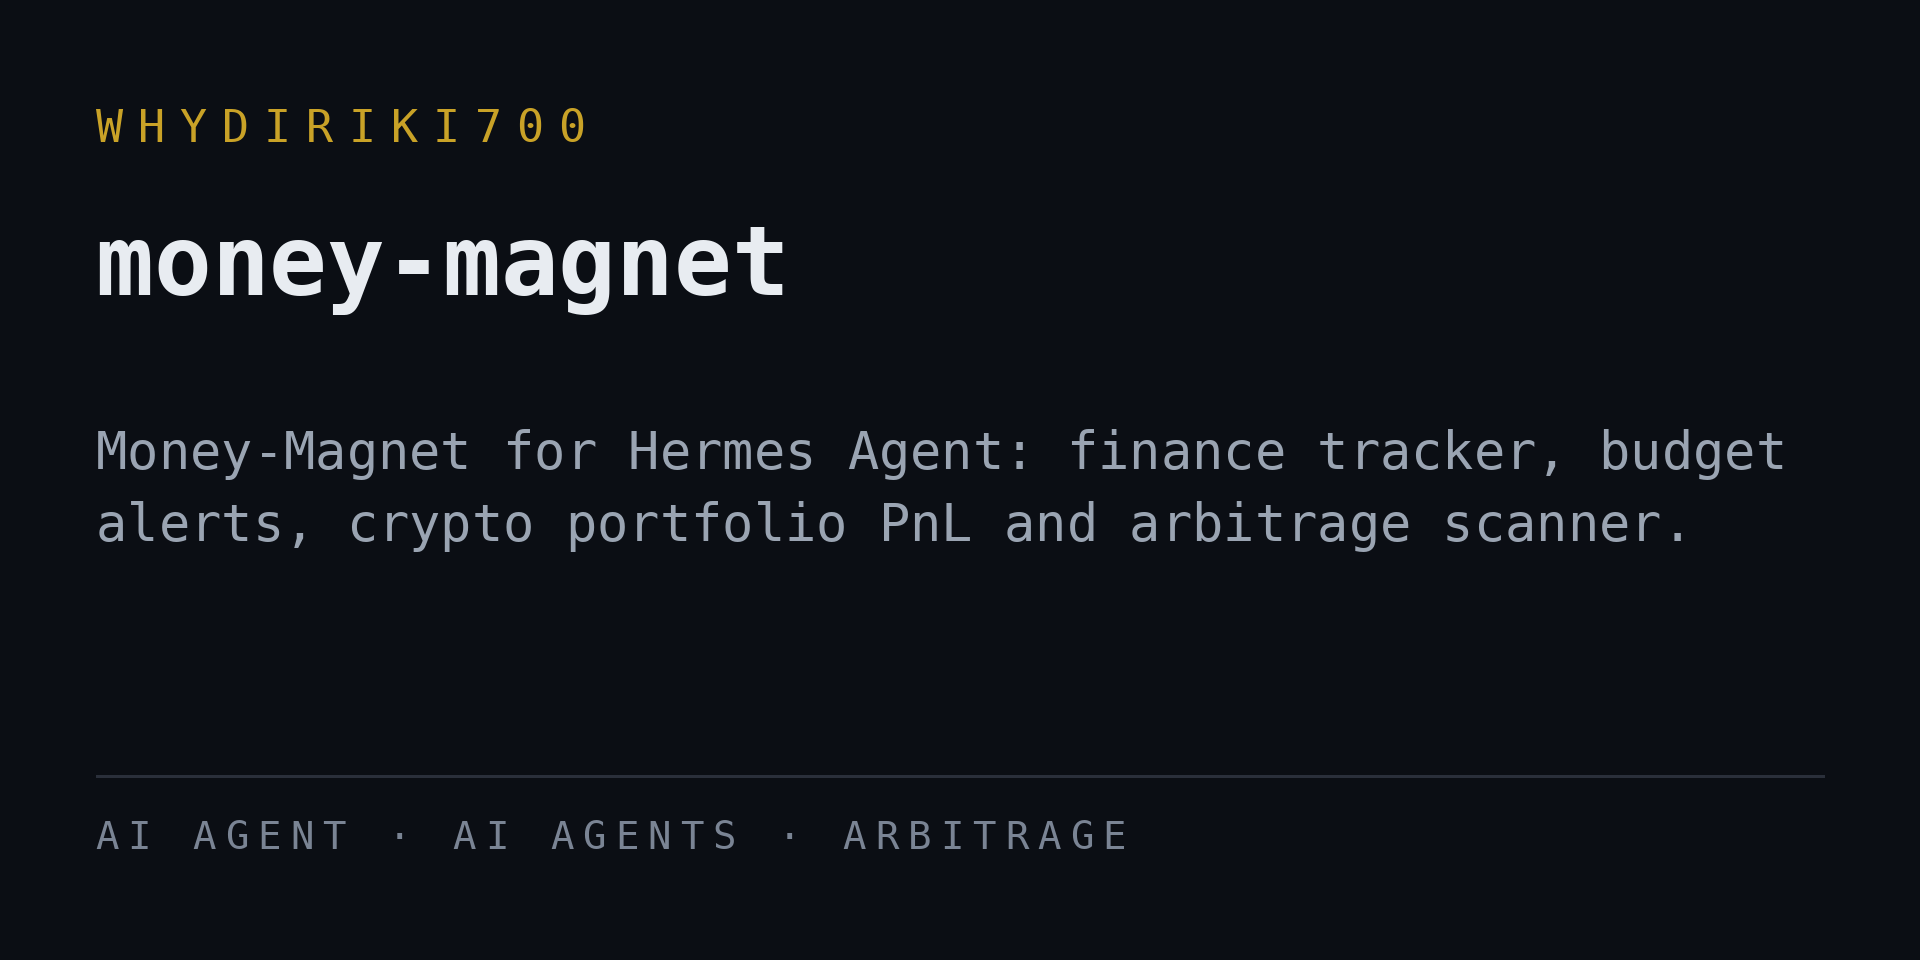 WHYDIRIKI700
money-magnet
Money-Magnet for Hermes Agent: finance tracker, budget
alerts, crypto portfolio PnL and arbitrage scanner.
AI AGENT · AI AGENTS · ARBITRAGE